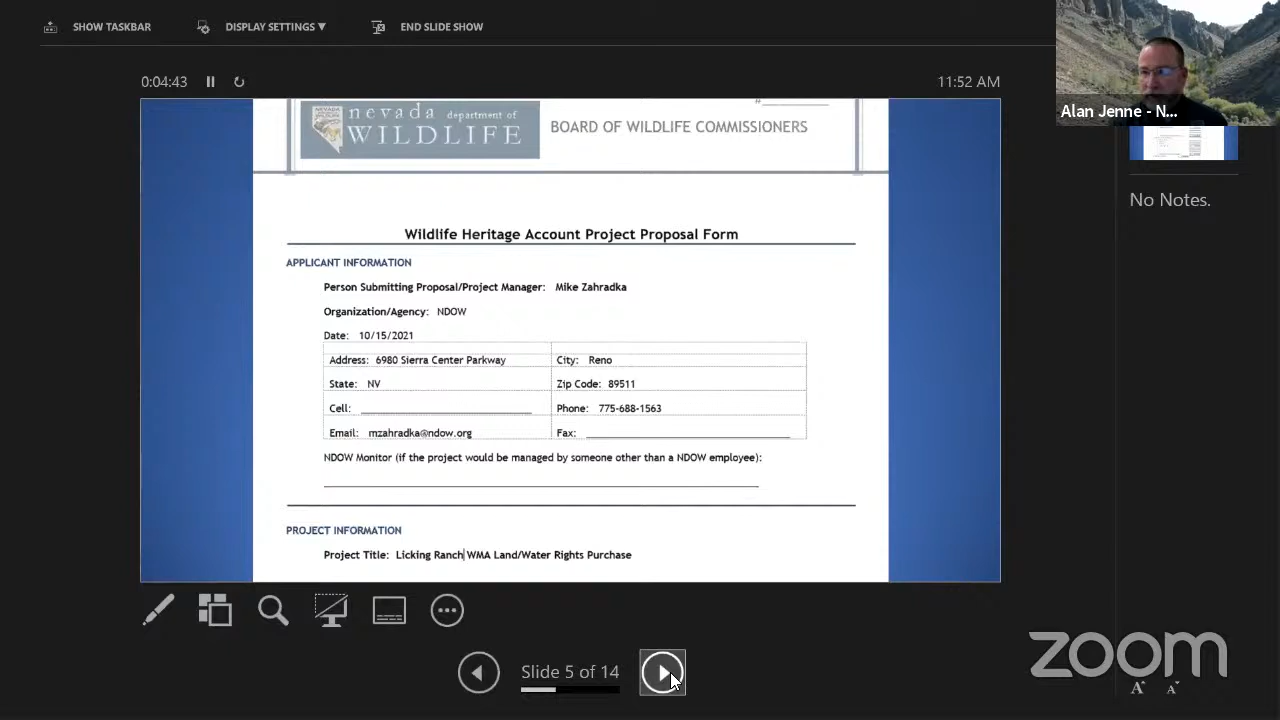 SHOW TASKBAR DISPLAY SETTINGS ▼ END SLIDE SHOW
0:04:43 11:52 AM
Alan Jenne - N...
nevada department of
WILDLIFE
BOARD OF WILDLIFE COMMISSIONERS
No Notes.
Wildlife Heritage Account Project Proposal Form
APPLICANT INFORMATION
Person Submitting Proposal/Project Manager: Mike Zahradka
Organization/Agency: NDOW
Date: 10/15/2021
Address: 6980 Sierra Center Parkway City: Reno
State: NV Zip Code: 89511
Cell: Phone: 775-688-1563
Email: mzahradka@ndow.org Fax:
NDOW Monitor (if the project would be managed by someone other than a NDOW employee):
PROJECT INFORMATION
Project Title: Licking Ranch WMA Land/Water Rights Purchase
Slide 5 of 14
zoom
A A